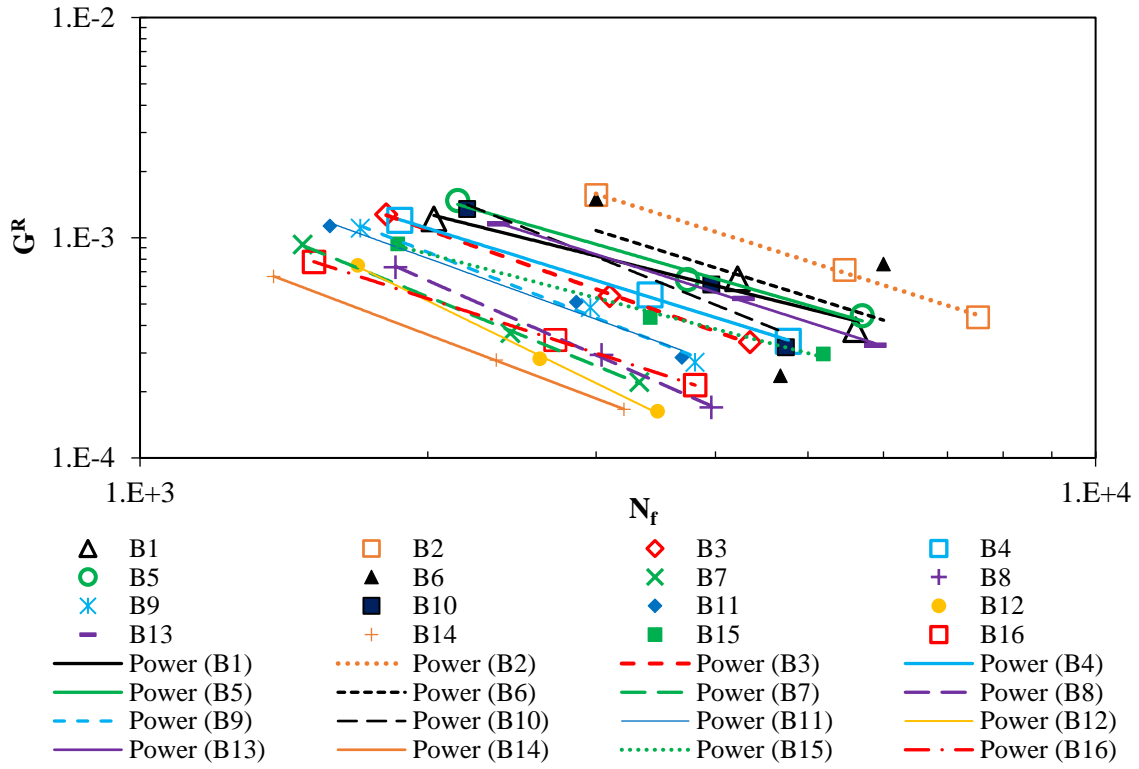 1.E-2
1.E-3
1.E-4
G^R
1.E+3
1.E+4
N_f
B1 B2 B3 B4
B5 B6 B7 B8
B9 B10 B11 B12
B13 B14 B15 B16
Power (B1) Power (B2) Power (B3) Power (B4)
Power (B5) Power (B6) Power (B7) Power (B8)
Power (B9) Power (B10) Power (B11) Power (B12)
Power (B13) Power (B14) Power (B15) Power (B16)